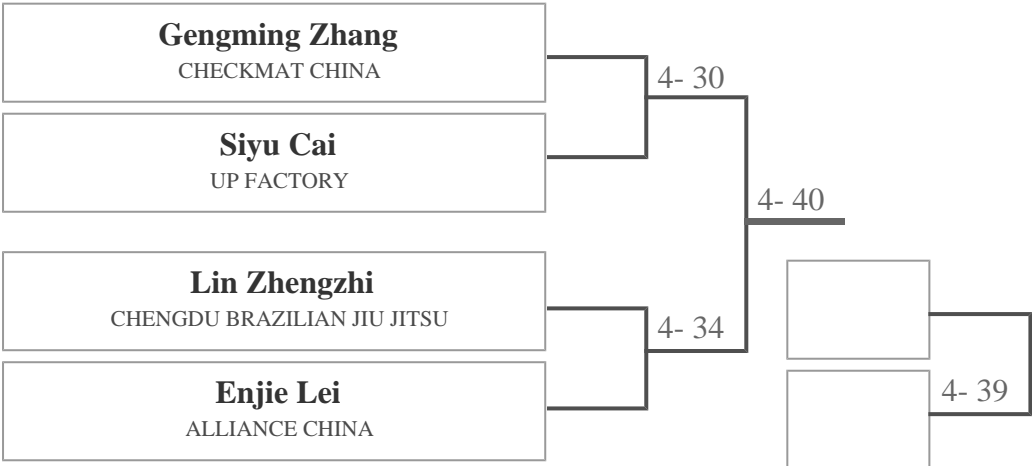 Gengming Zhang
CHECKMAT CHINA
4- 30
Siyu Cai
UP FACTORY
4- 40
Lin Zhengzhi
CHENGDU BRAZILIAN JIU JITSU
4- 34
Enjie Lei
ALLIANCE CHINA
4- 39